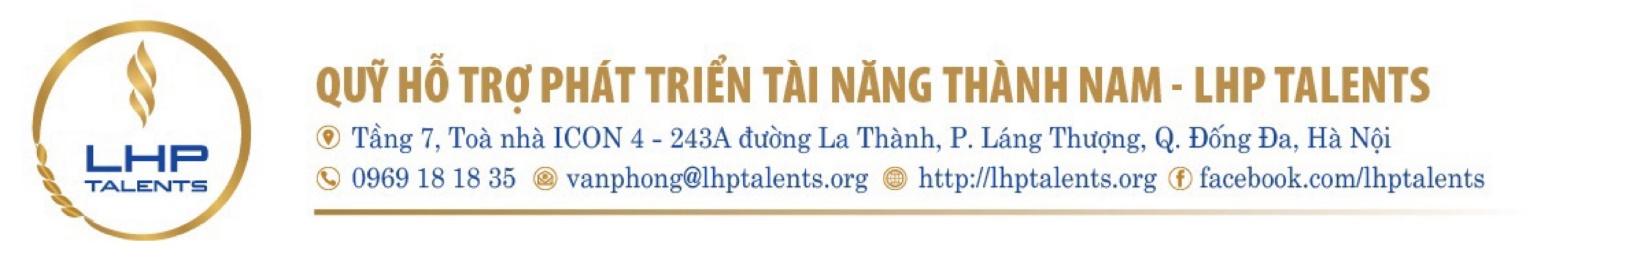 LHP
TALENTS
QUỸ HỖ TRỢ PHÁT TRIỂN TÀI NĂNG THÀNH NAM - LHP TALENTS
Tầng 7, Toà nhà ICON 4 - 243A đường La Thành, P. Láng Thượng, Q. Đống Đa, Hà Nội
0969 18 18 35 vanphong@lhptalents.org http://lhptalents.org facebook.com/lhptalents